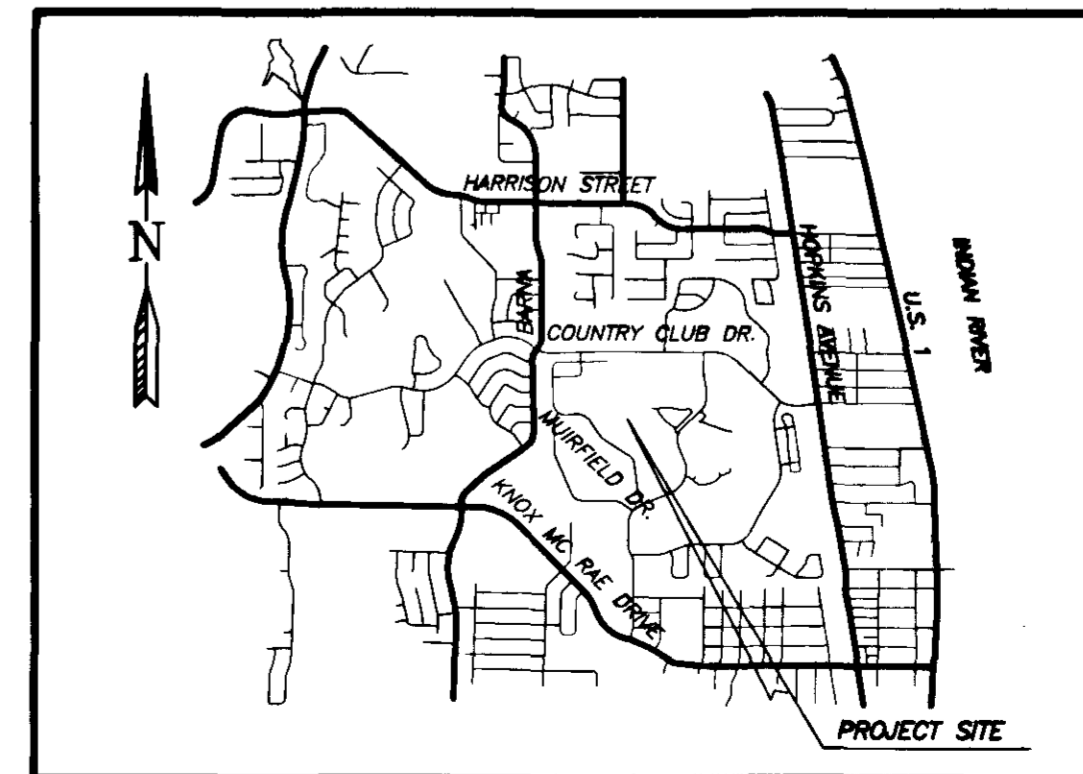 N
HARRISON STREET
BARNA
COUNTRY CLUB DR.
HOPKINS AVENUE
U.S. 1
INDIAN RIVER
MUIRFIELD DR.
KNOX MC RAE DRIVE
PROJECT SITE